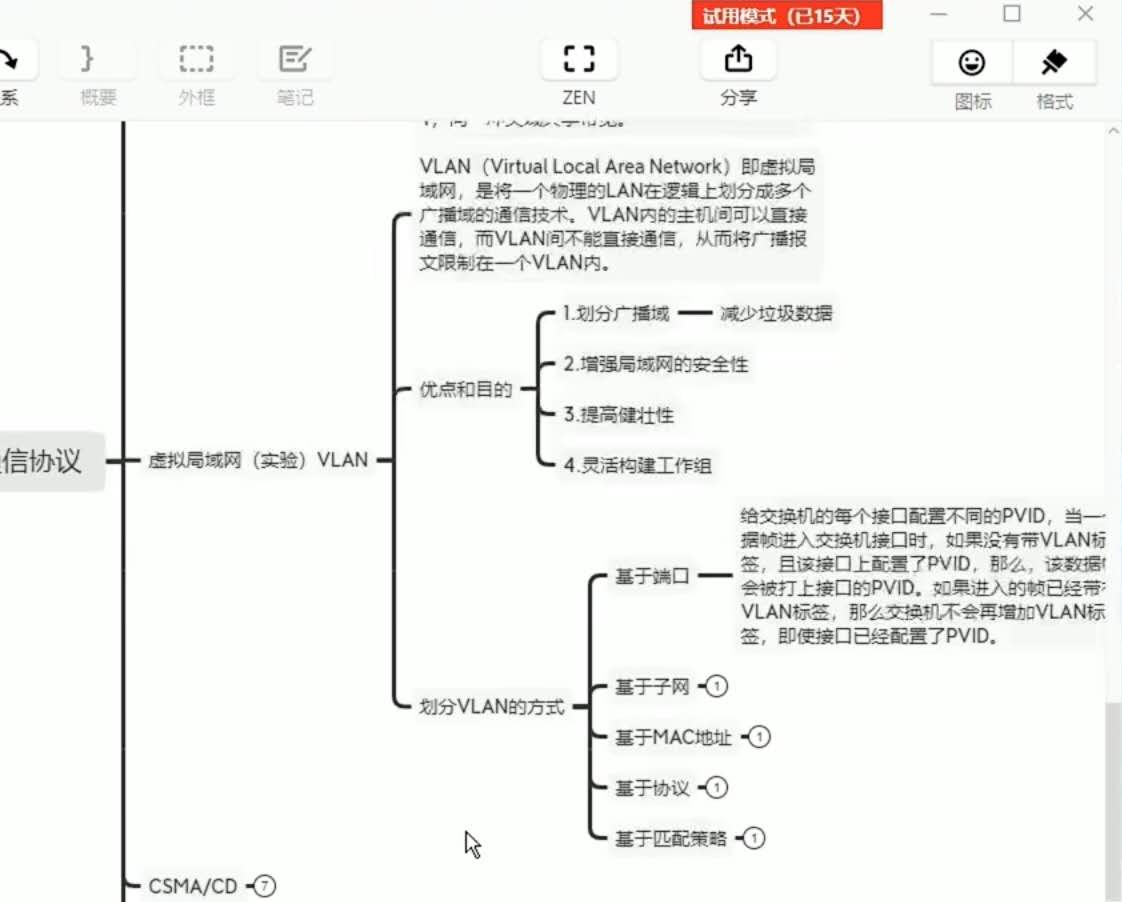 试用模式（已15天）
系
概要
外框
笔记
ZEN
分享
图标
格式
VLAN（Virtual Local Area Network）即虚拟局
域网，是将一个物理的LAN在逻辑上划分成多个
广播域的通信技术。VLAN内的主机间可以直接
通信，而VLAN间不能直接通信，从而将广播报
文限制在一个VLAN内。
1.划分广播域
减少垃圾数据
2.增强局域网的安全性
优点和目的
3.提高健壮性
4.灵活构建工作组
信协议
虚拟局域网（实验）VLAN
给交换机的每个接口配置不同的PVID，当一
据帧进入交换机接口时，如果没有带VLAN标
签，且该接口上配置了PVID，那么，该数据
会被打上接口的PVID。如果进入的帧已经带
VLAN标签，那么交换机不会再增加VLAN标
签，即使接口已经配置了PVID。
基于端口
基于子网 1
划分VLAN的方式
基于MAC地址 1
基于协议 1
基于匹配策略 1
CSMA/CD 7